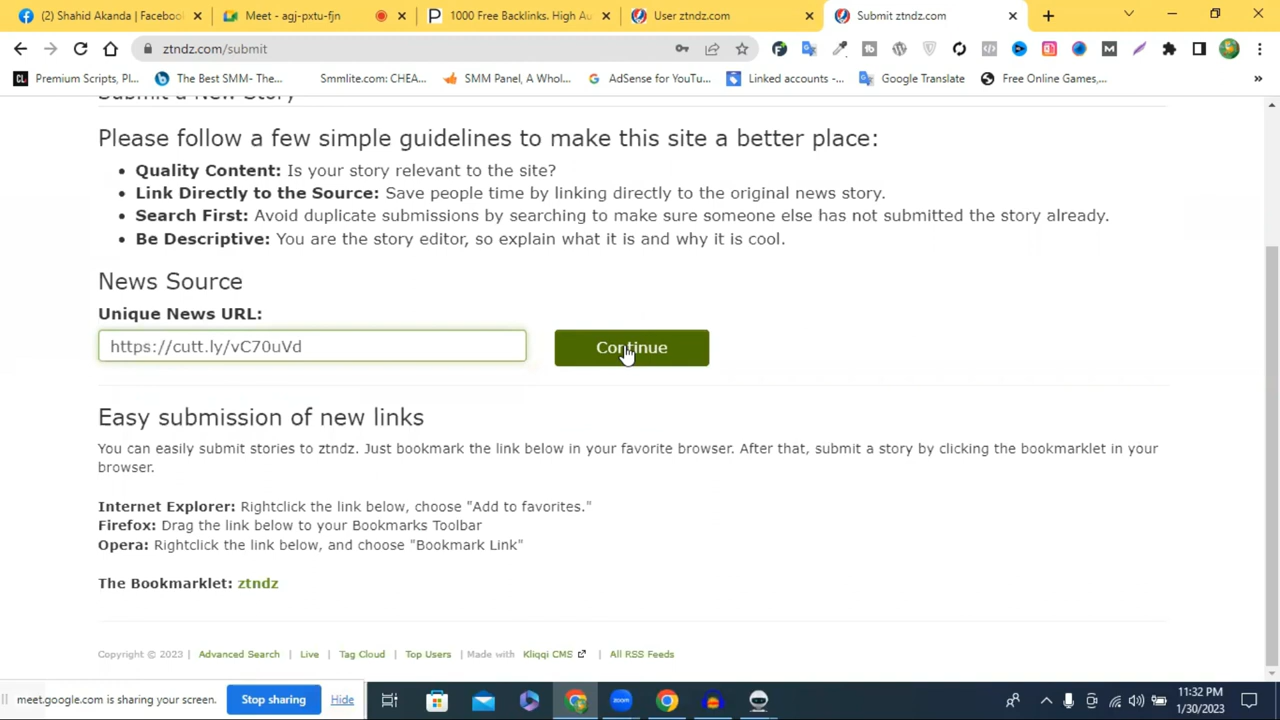 (2) Shahid Akanda | Facebook
Meet - agj-pxtu-fjn
1000 Free Backlinks. High Au
User ztndz.com
Submit ztndz.com
ztndz.com/submit
Premium Scripts, Pl...
The Best SMM- The...
Smmlite.com: CHEA...
SMM Panel, A Whol...
AdSense for YouTu...
Linked accounts -...
Google Translate
Free Online Games,...
Submit a New Story
Please follow a few simple guidelines to make this site a better place:
Quality Content: Is your story relevant to the site?
Link Directly to the Source: Save people time by linking directly to the original news story.
Search First: Avoid duplicate submissions by searching to make sure someone else has not submitted the story already.
Be Descriptive: You are the story editor, so explain what it is and why it is cool.
News Source
Unique News URL:
https://cutt.ly/vC70uVd
Continue
Easy submission of new links
You can easily submit stories to ztndz. Just bookmark the link below in your favorite browser. After that, submit a story by clicking the bookmarklet in your
browser.
Internet Explorer: Rightclick the link below, choose "Add to favorites."
Firefox: Drag the link below to your Bookmarks Toolbar
Opera: Rightclick the link below, and choose "Bookmark Link"
The Bookmarklet: ztndz
Copyright © 2023 | Advanced Search | Live | Tag Cloud | Top Users | Made with Kliqqi CMS | All RSS Feeds
meet.google.com is sharing your screen.
Stop sharing
Hide
zoom
11:32 PM
1/30/2023